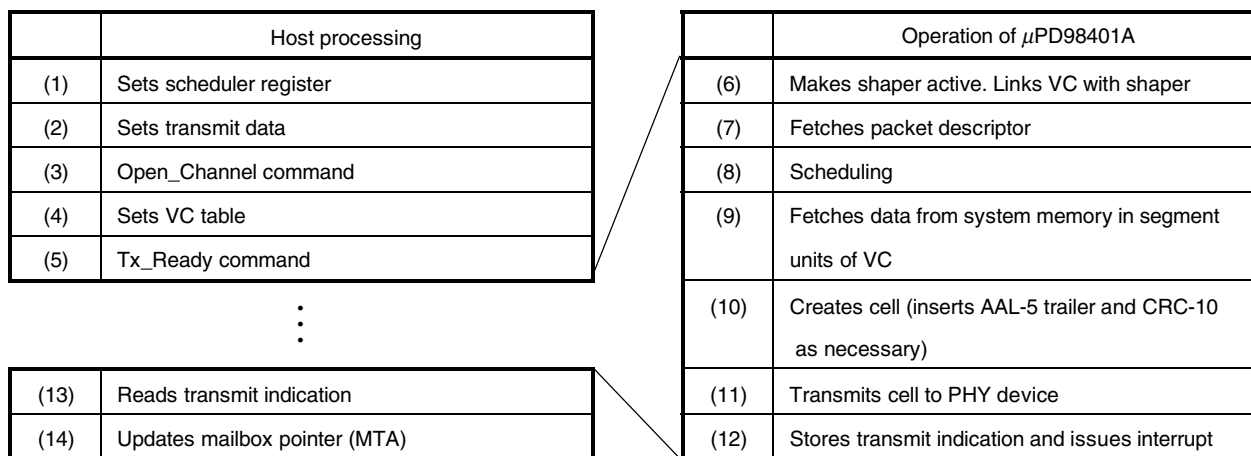 Host processing
(1) Sets scheduler register
(2) Sets transmit data
(3) Open_Channel command
(4) Sets VC table
(5) Tx_Ready command
(13) Reads transmit indication
(14) Updates mailbox pointer (MTA)
Operation of µPD98401A
(6) Makes shaper active. Links VC with shaper
(7) Fetches packet descriptor
(8) Scheduling
(9) Fetches data from system memory in segment
units of VC
(10) Creates cell (inserts AAL-5 trailer and CRC-10
as necessary)
(11) Transmits cell to PHY device
(12) Stores transmit indication and issues interrupt